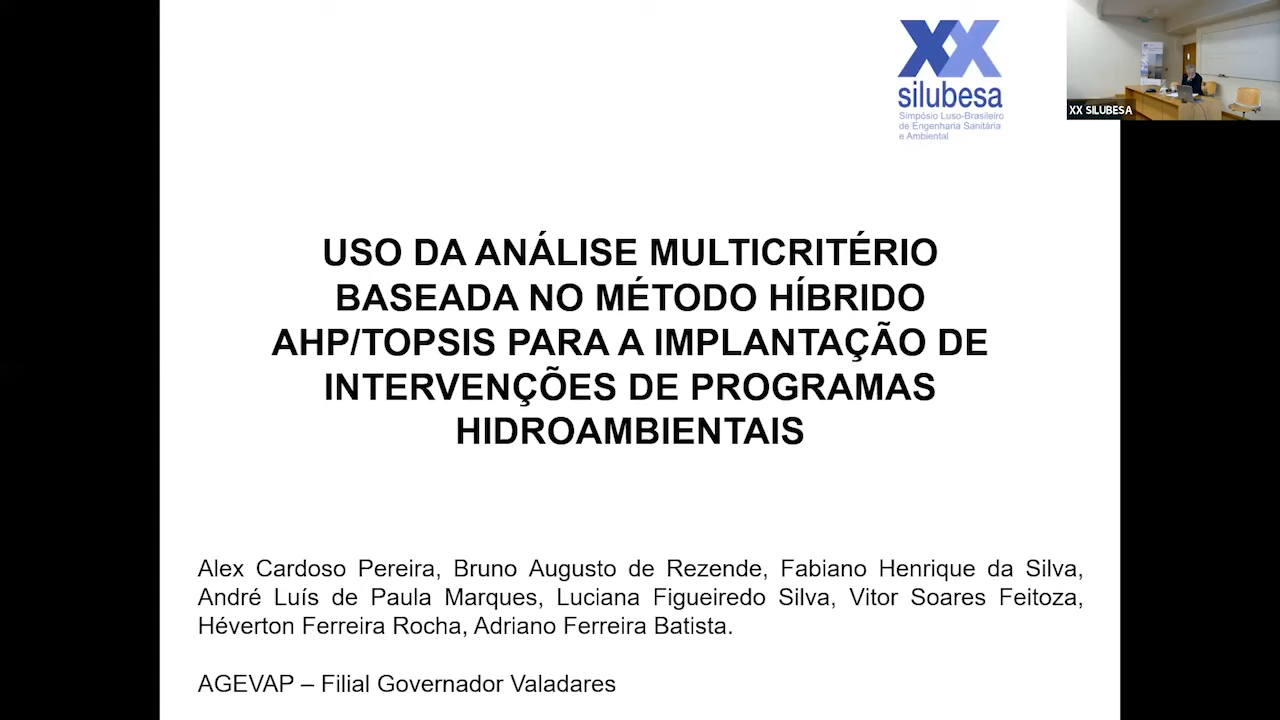 XX
silubesa
Simpósio Luso-Brasileiro
de Engenharia Sanitária
e Ambiental
XX SILUBESA
USO DA ANÁLISE MULTICRITÉRIO
BASEADA NO MÉTODO HÍBRIDO
AHP/TOPSIS PARA A IMPLANTAÇÃO DE
INTERVENÇÕES DE PROGRAMAS
HIDROAMBIENTAIS
Alex Cardoso Pereira, Bruno Augusto de Rezende, Fabiano Henrique da Silva,
André Luís de Paula Marques, Luciana Figueiredo Silva, Vitor Soares Feitoza,
Héverton Ferreira Rocha, Adriano Ferreira Batista.
AGEVAP – Filial Governador Valadares